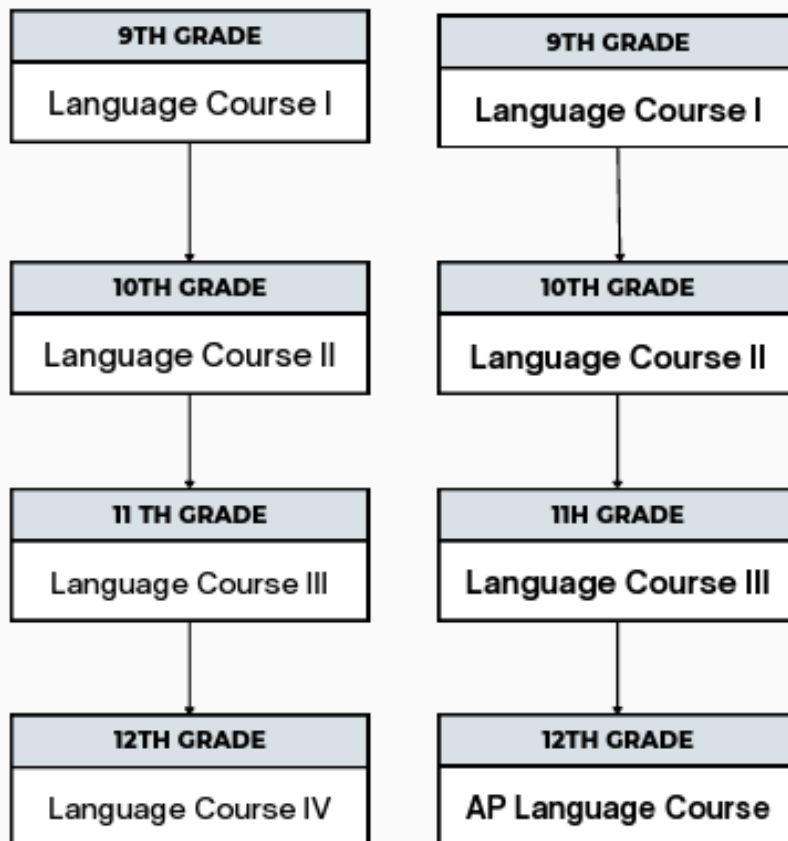 9TH GRADE
Language Course I
10TH GRADE
Language Course II
11 TH GRADE
Language Course III
12TH GRADE
Language Course IV
9TH GRADE
Language Course I
10TH GRADE
Language Course II
11H GRADE
Language Course III
12TH GRADE
AP Language Course